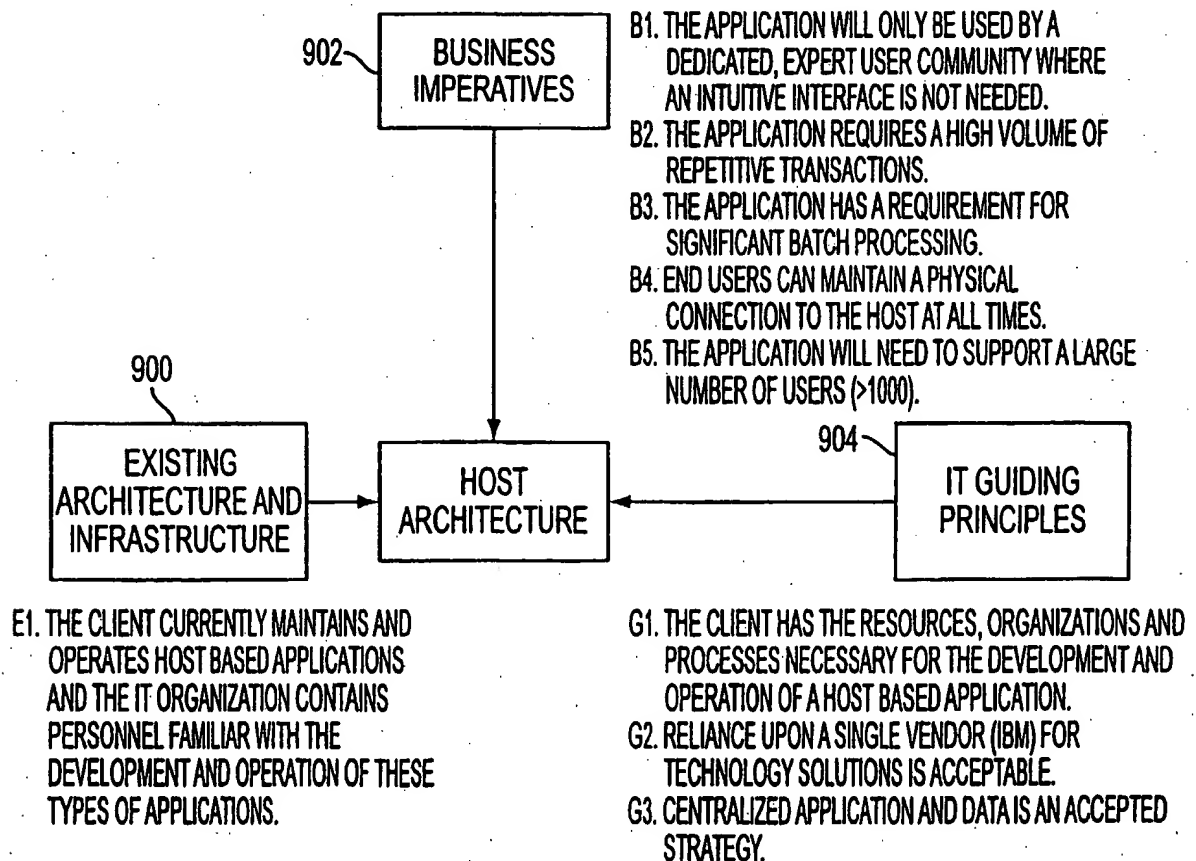 902
BUSINESS
IMPERATIVES
B1. THE APPLICATION WILL ONLY BE USED BY A
DEDICATED, EXPERT USER COMMUNITY WHERE
AN INTUITIVE INTERFACE IS NOT NEEDED.
B2. THE APPLICATION REQUIRES A HIGH VOLUME OF
REPETITIVE TRANSACTIONS.
B3. THE APPLICATION HAS A REQUIREMENT FOR
SIGNIFICANT BATCH PROCESSING.
B4. END USERS CAN MAINTAIN A PHYSICAL
CONNECTION TO THE HOST AT ALL TIMES.
B5. THE APPLICATION WILL NEED TO SUPPORT A LARGE
NUMBER OF USERS (>1000).
900
EXISTING
ARCHITECTURE AND
INFRASTRUCTURE
HOST
ARCHITECTURE
904
IT GUIDING
PRINCIPLES
E1. THE CLIENT CURRENTLY MAINTAINS AND
OPERATES HOST BASED APPLICATIONS
AND THE IT ORGANIZATION CONTAINS
PERSONNEL FAMILIAR WITH THE
DEVELOPMENT AND OPERATION OF THESE
TYPES OF APPLICATIONS.
G1. THE CLIENT HAS THE RESOURCES, ORGANIZATIONS AND
PROCESSES NECESSARY FOR THE DEVELOPMENT AND
OPERATION OF A HOST BASED APPLICATION.
G2. RELIANCE UPON A SINGLE VENDOR (IBM) FOR
TECHNOLOGY SOLUTIONS IS ACCEPTABLE.
G3. CENTRALIZED APPLICATION AND DATA IS AN ACCEPTED
STRATEGY.